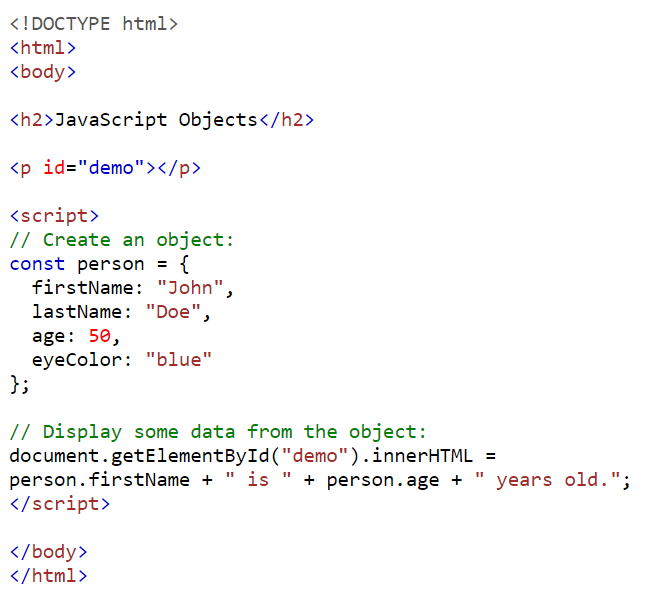 <!DOCTYPE html>
<html>
<body>
<h2>JavaScript Objects</h2>
<p id="demo"></p>
<script>
// Create an object:
const person = {
  firstName: "John",
  lastName: "Doe",
  age: 50,
  eyeColor: "blue"
};
// Display some data from the object:
document.getElementById("demo").innerHTML =
person.firstName + " is " + person.age + " years old.";
</script>
</body>
</html>